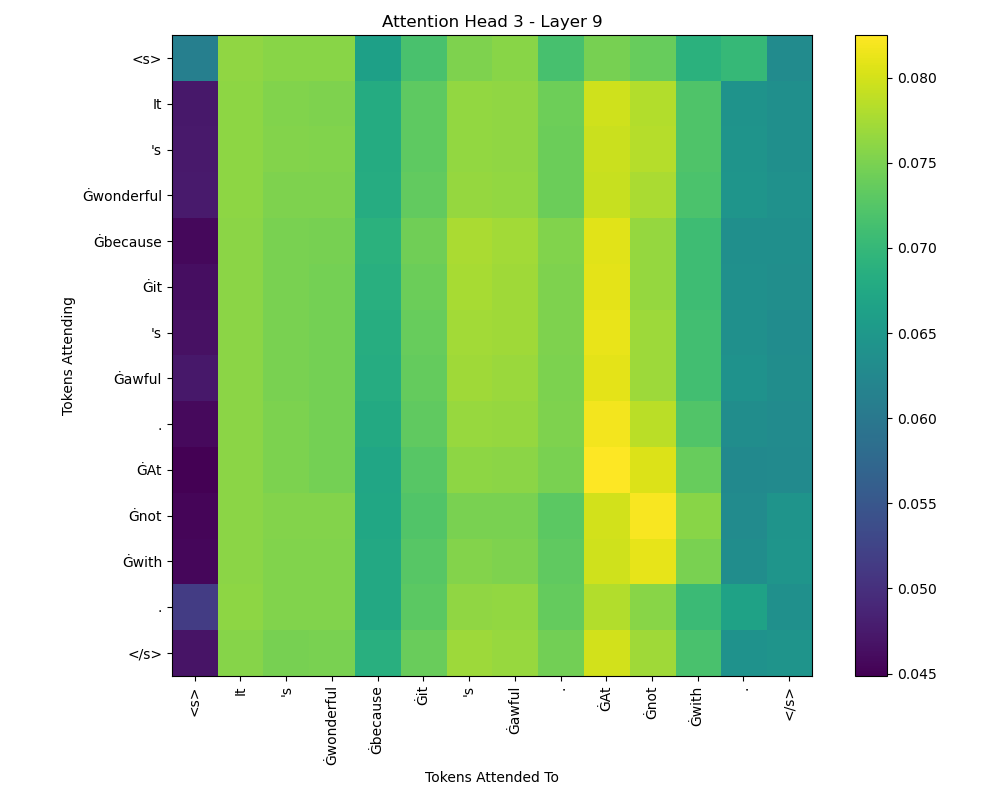 Attention Head 3 - Layer 9
Tokens Attending
<s>
It
's
Ġwonderful
Ġbecause
Ġit
's
Ġawful
.
ĠAt
Ġnot
Ġwith
.
</s>
<s>
It
's
Ġwonderful
Ġbecause
Ġit
's
Ġawful
.
ĠAt
Ġnot
Ġwith
.
</s>
Tokens Attended To
0.080
0.075
0.070
0.065
0.060
0.055
0.050
0.045